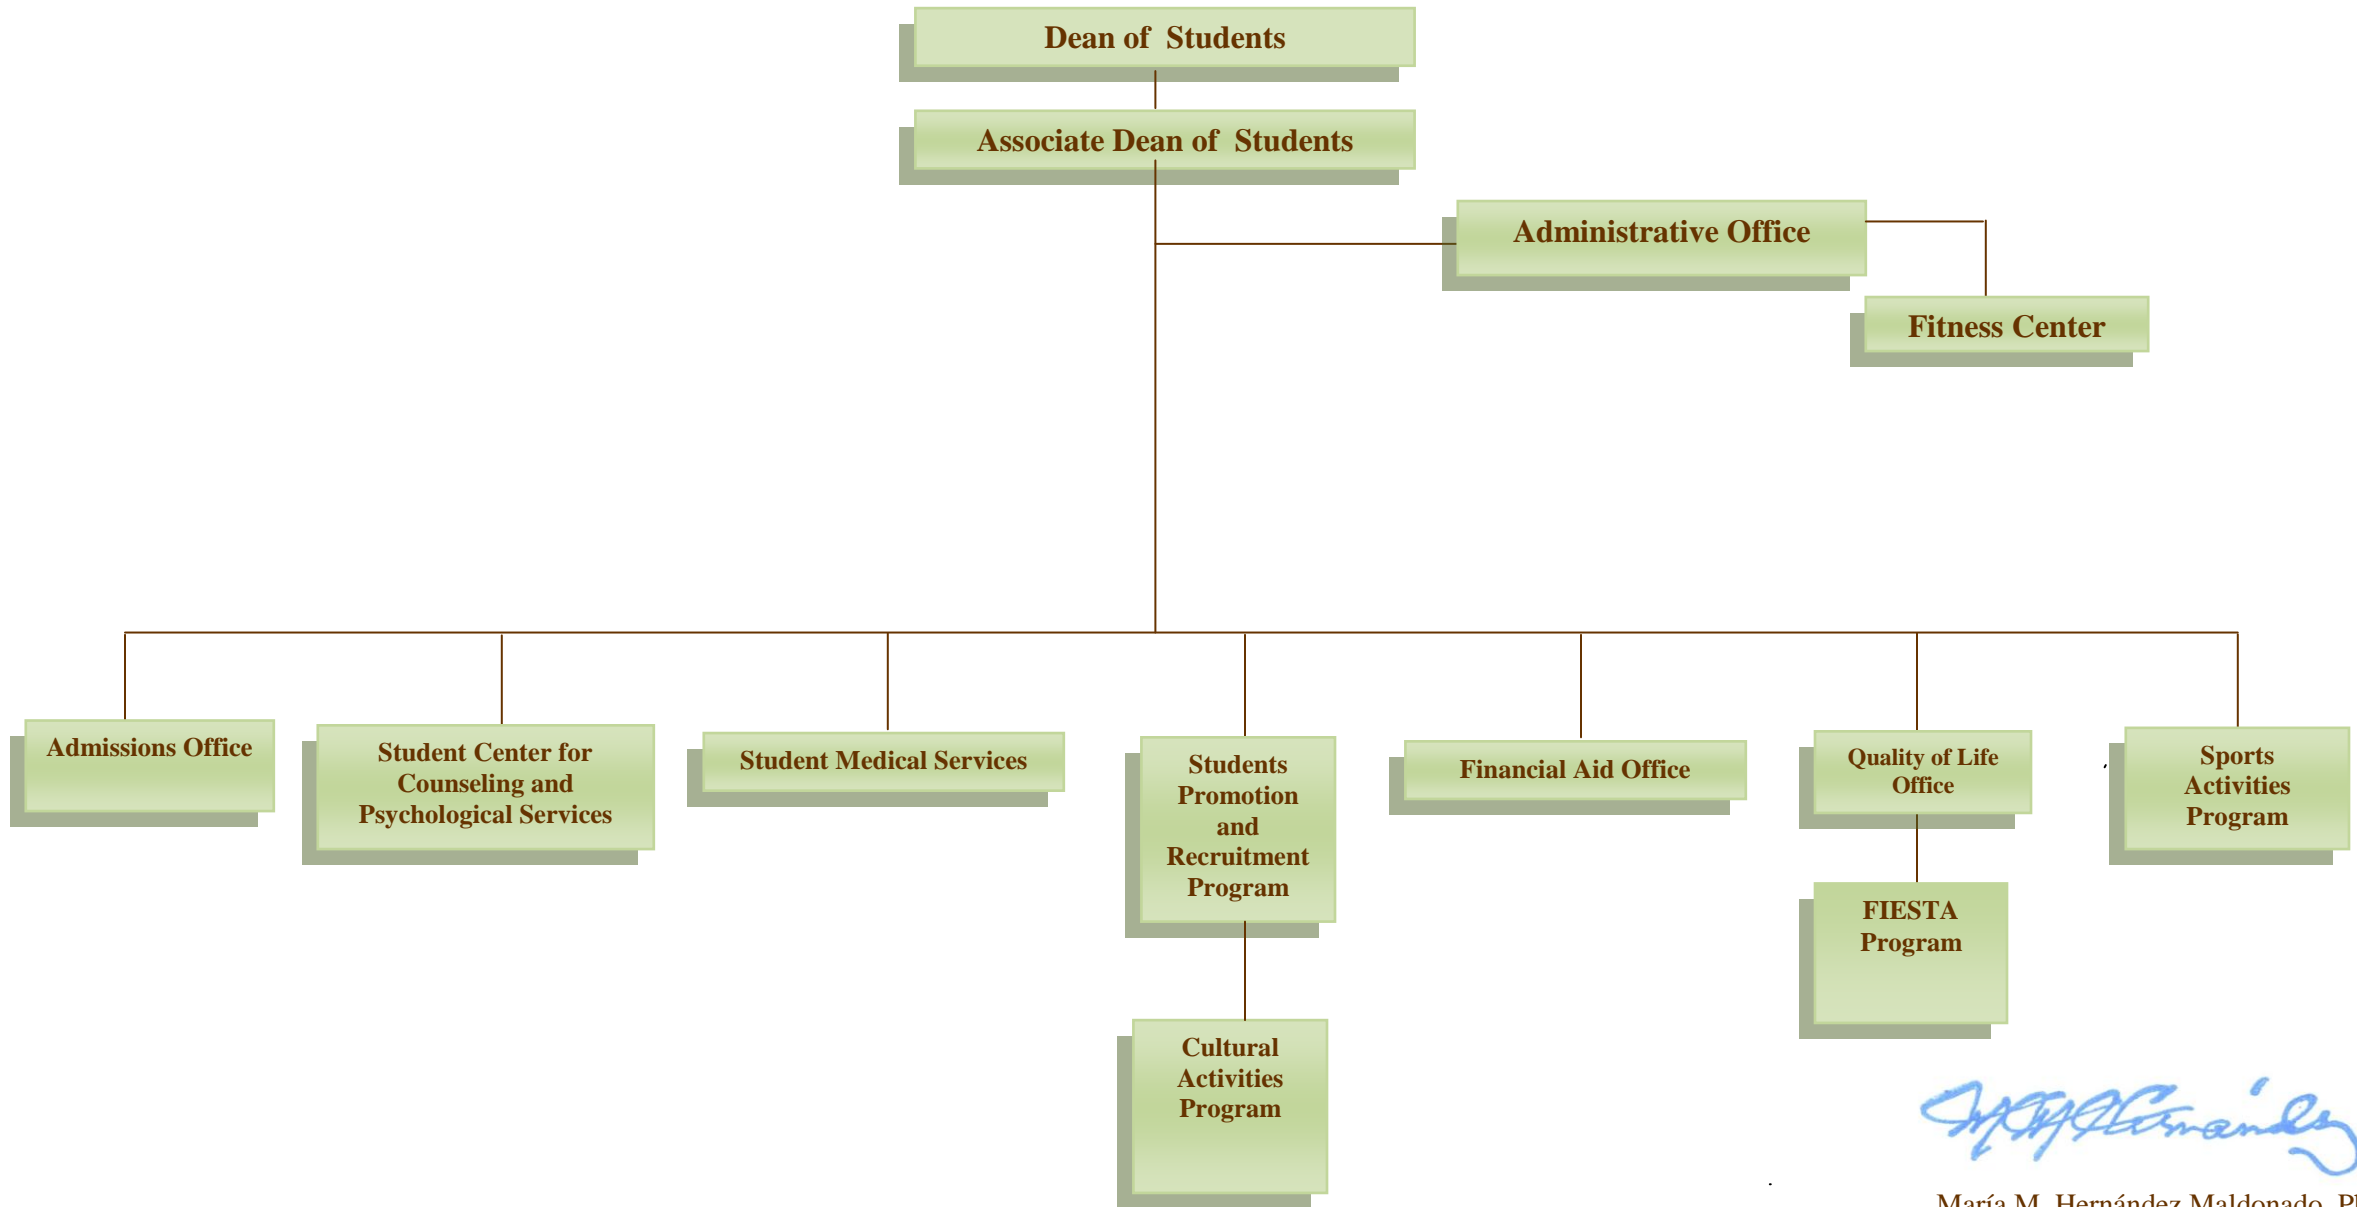 Dean of Students
Associate Dean of Students
Administrative Office
Fitness Center
Admissions Office
Student Center for
Counseling and
Psychological Services
Student Medical Services
Students
Promotion
and
Recruitment
Program
Financial Aid Office
Quality of Life
Office
Sports
Activities
Program
FIESTA
Program
Cultural
Activities
Program
María M. Hernández Maldonado